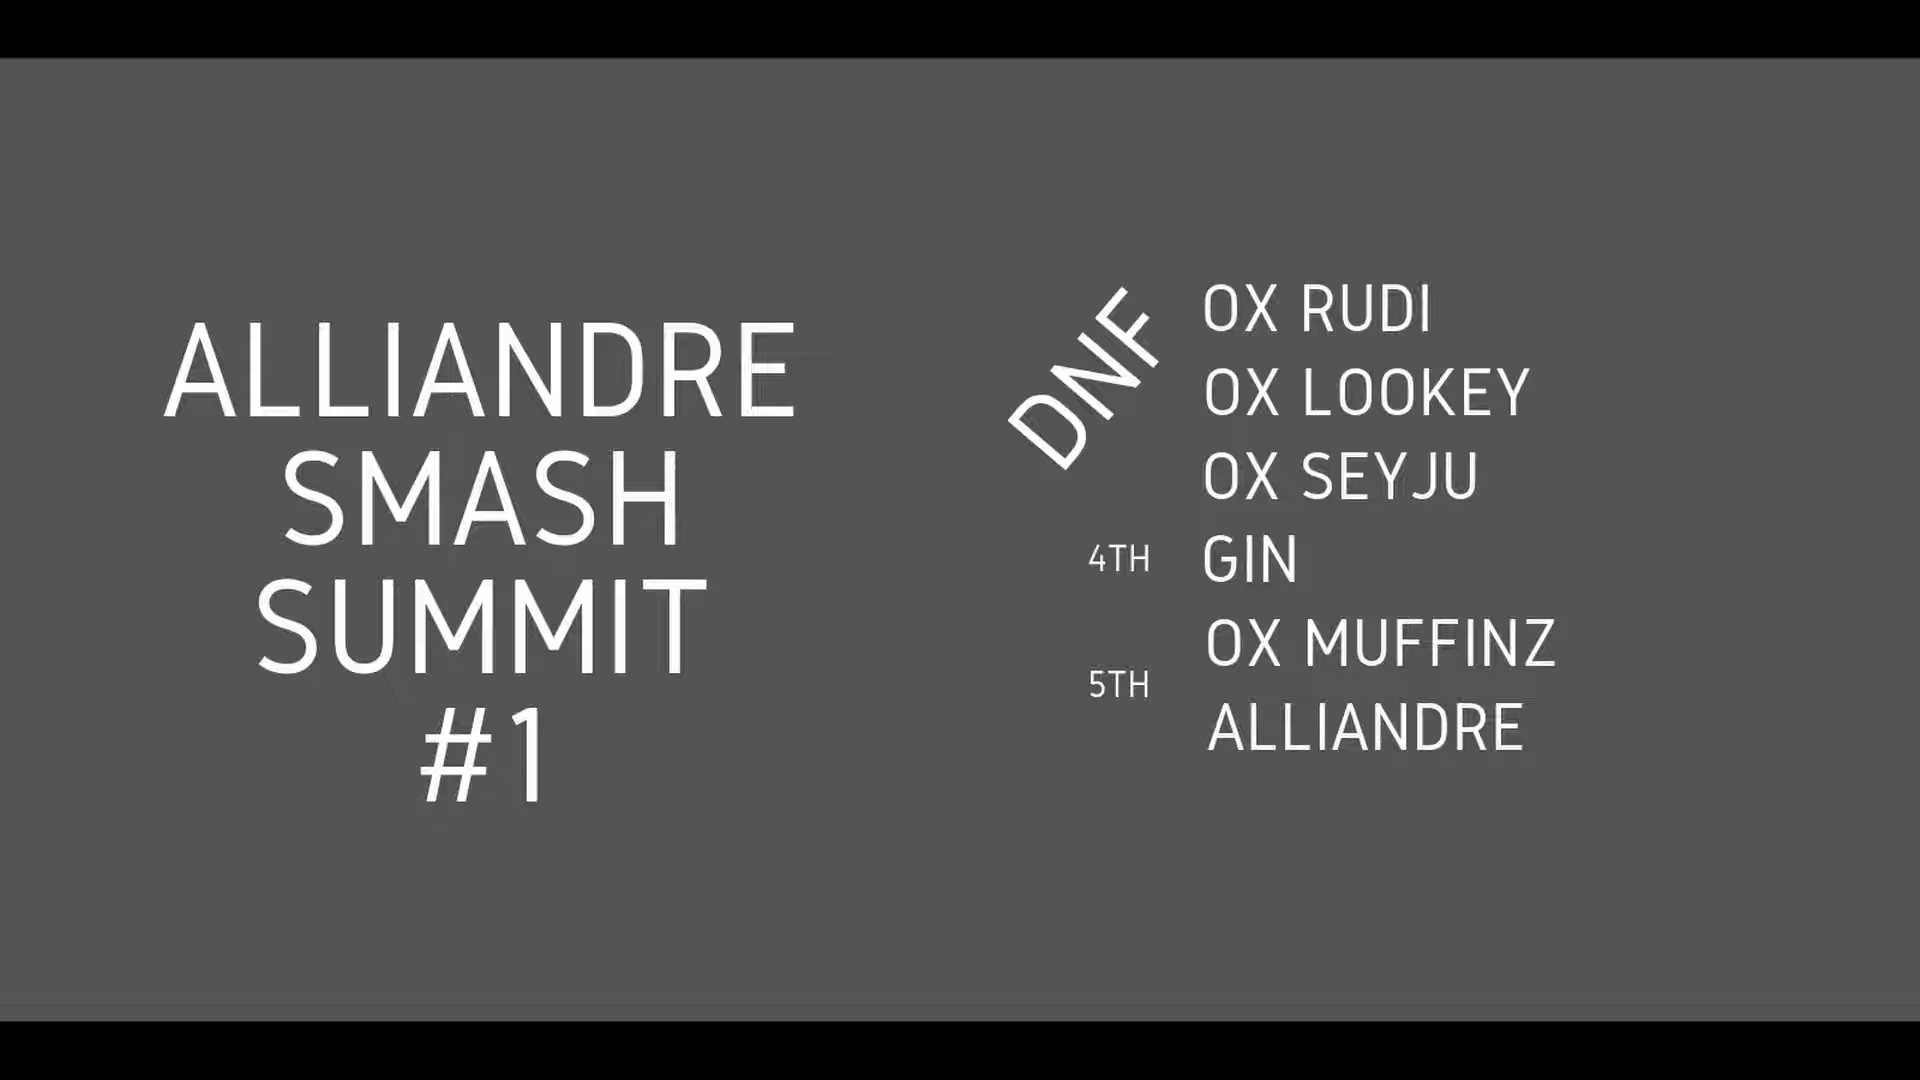 ALLIANDRE
SMASH
SUMMIT
#1
DNF
OX RUDI
OX LOOKEY
OX SEYJU
4TH GIN
5TH
OX MUFFINZ
ALLIANDRE